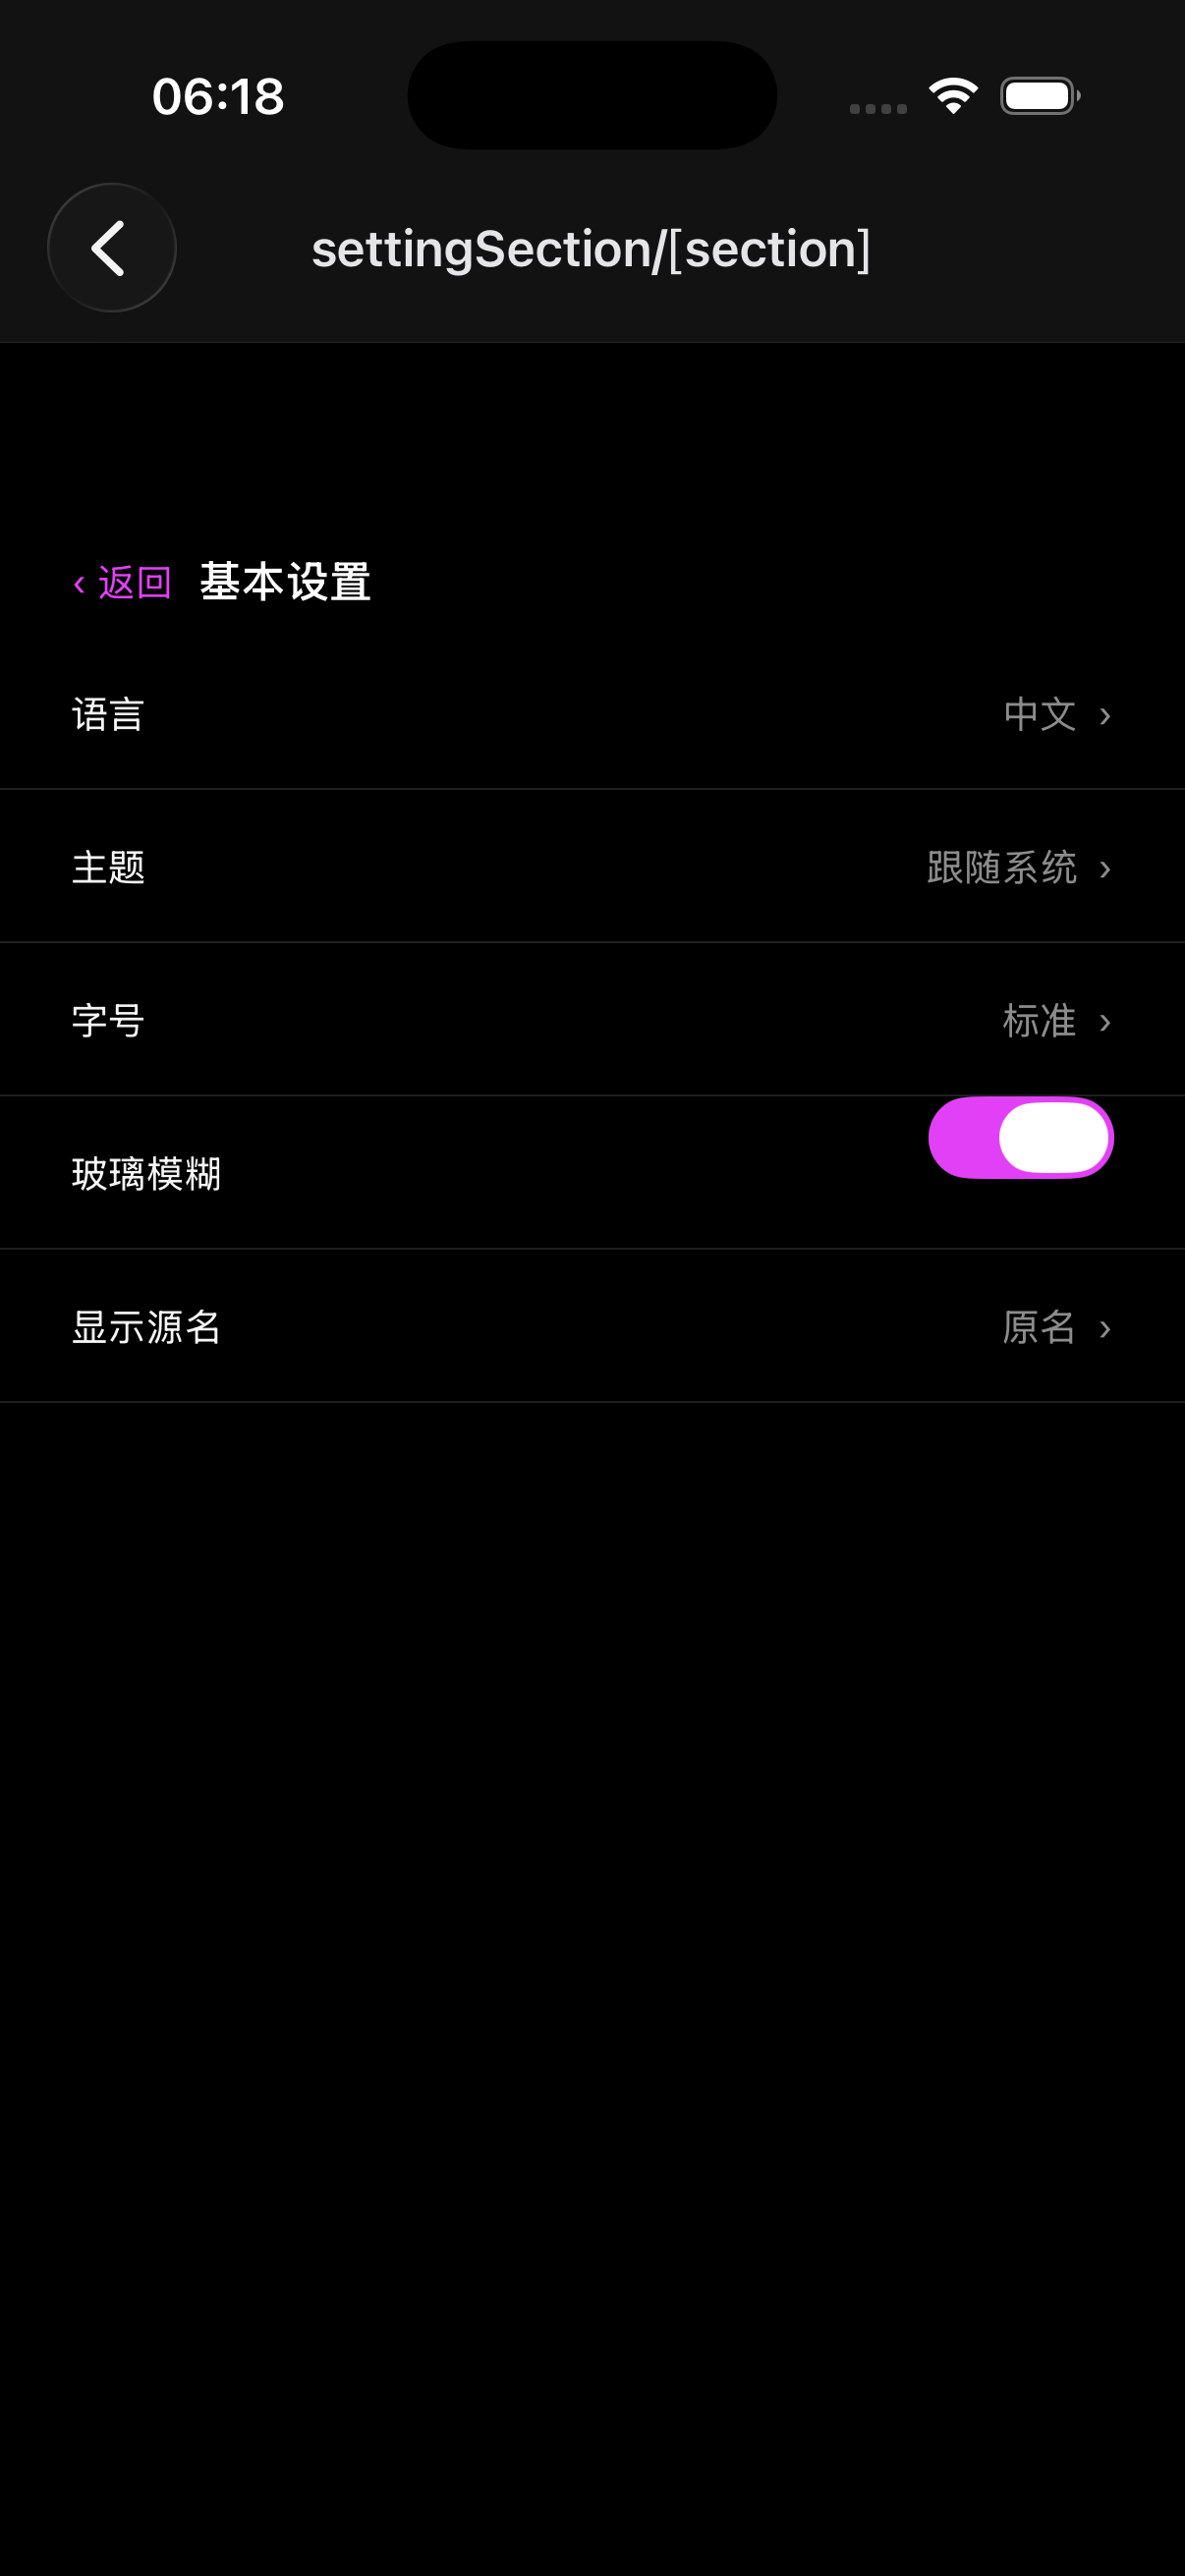 06:18
settingSection/[section]
‹ 返回 基本设置
语言 中文 ›
主题 跟随系统 ›
字号 标准 ›
玻璃模糊
显示源名 原名 ›